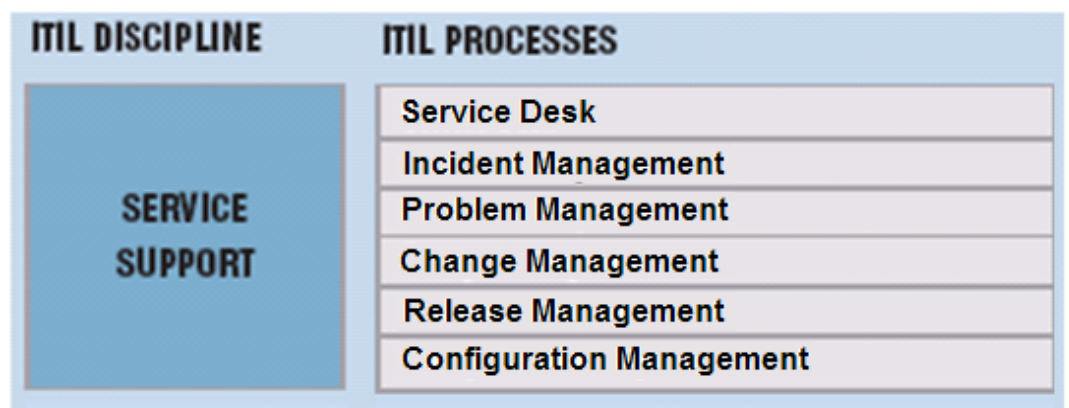 ITIL DISCIPLINE
ITIL PROCESSES
SERVICE
SUPPORT
Service Desk
Incident Management
Problem Management
Change Management
Release Management
Configuration Management